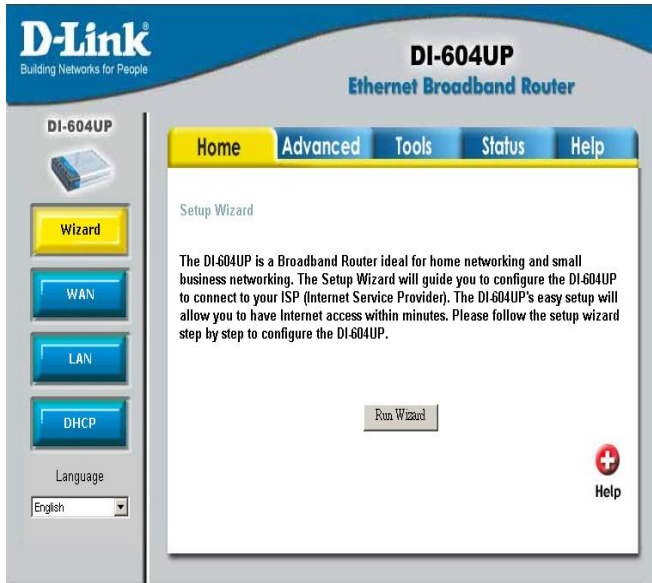 D-Link®
Building Networks for People
DI-604UP
Ethernet Broadband Router
DI-604UP
Wizard
WAN
LAN
DHCP
Language
English
Home
Advanced
Tools
Status
Help
Setup Wizard
The DI-604UP is a Broadband Router ideal for home networking and small
business networking. The Setup Wizard will guide you to configure the DI-604UP
to connect to your ISP (Internet Service Provider). The DI-604UP's easy setup will
allow you to have Internet access within minutes. Please follow the setup wizard
step by step to configure the DI-604UP.
Run Wizard
Help